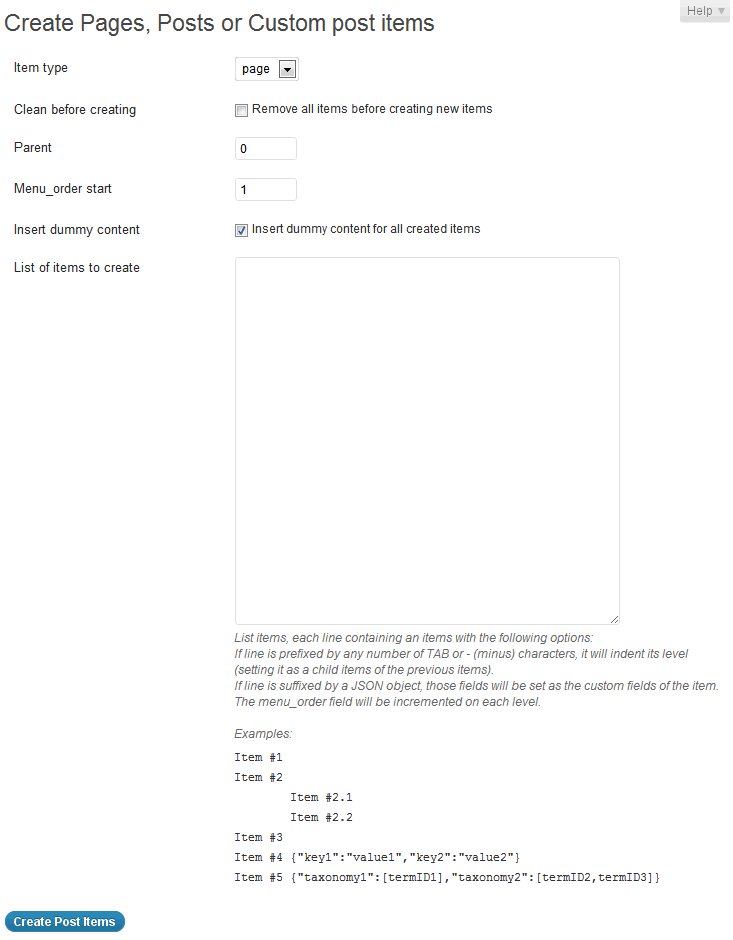 Help
Create Pages, Posts or Custom post items
Item type page
Clean before creating Remove all items before creating new items
Parent 0
Menu_order start 1
Insert dummy content Insert dummy content for all created items
List of items to create
List items, each line containing an items with the following options:
If line is prefixed by any number of TAB or - (minus) characters, it will indent its level
(setting it as a child items of the previous items).
If line is suffixed by a JSON object, those fields will be set as the custom fields of the item.
The menu_order field will be incremented on each level.
Examples:
Item #1
Item #2
Item #2.1
Item #2.2
Item #3
Item #4 {"key1":"value1","key2":"value2"}
Item #5 {"taxonomy1":[termID1],"taxonomy2":[termID2,termID3]}
Create Post Items